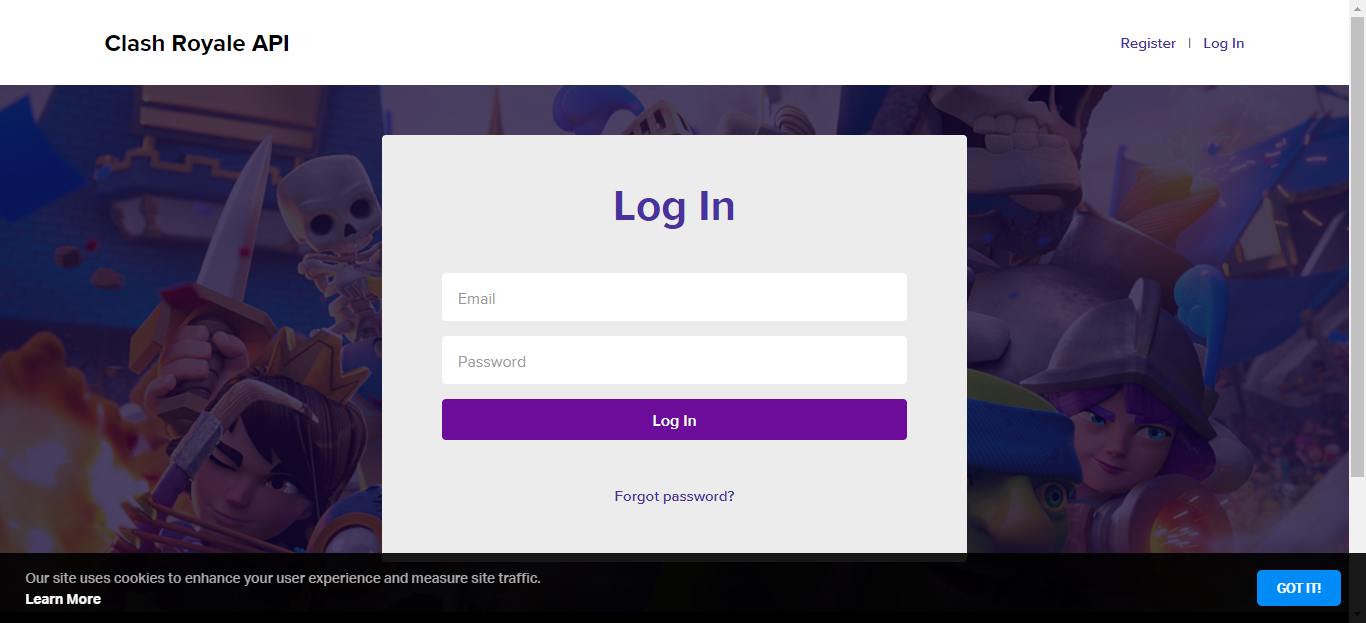 Clash Royale API
Register | Log In
Log In
Email
Password
Log In
Forgot password?
Our site uses cookies to enhance your user experience and measure site traffic.
Learn More
GOT IT!